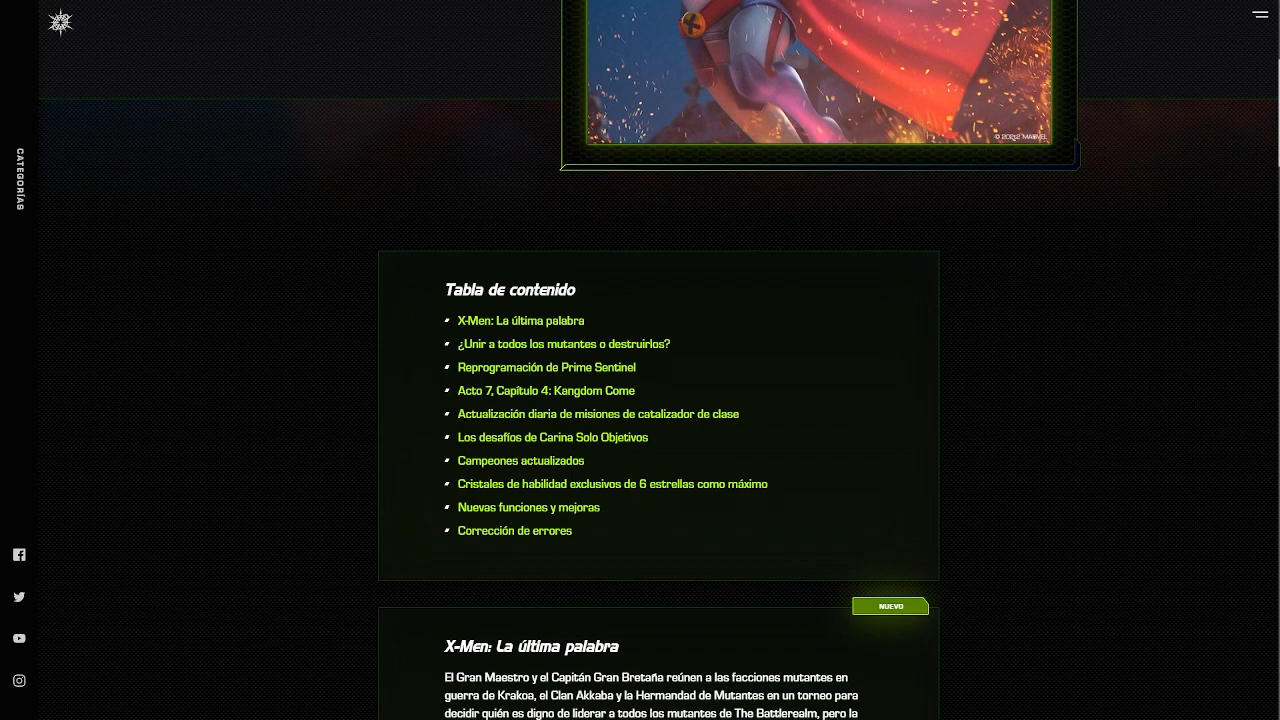 © 2022 MARVEL
CATEGORÍAS
Tabla de contenido
X-Men: La última palabra
¿Unir a todos los mutantes o destruirlos?
Reprogramación de Prime Sentinel
Acto 7, Capítulo 4: Kangdom Come
Actualización diaria de misiones de catalizador de clase
Los desafíos de Carina Solo Objetivos
Campeones actualizados
Cristales de habilidad exclusivos de 6 estrellas como máximo
Nuevas funciones y mejoras
Corrección de errores
NUEVO
X-Men: La última palabra
El Gran Maestro y el Capitán Gran Bretaña reúnen a las facciones mutantes en
guerra de Krakoa, el Clan Akkaba y la Hermandad de Mutantes en un torneo para
decidir quién es digno de liderar a todos los mutantes de The Battlerealm, pero la